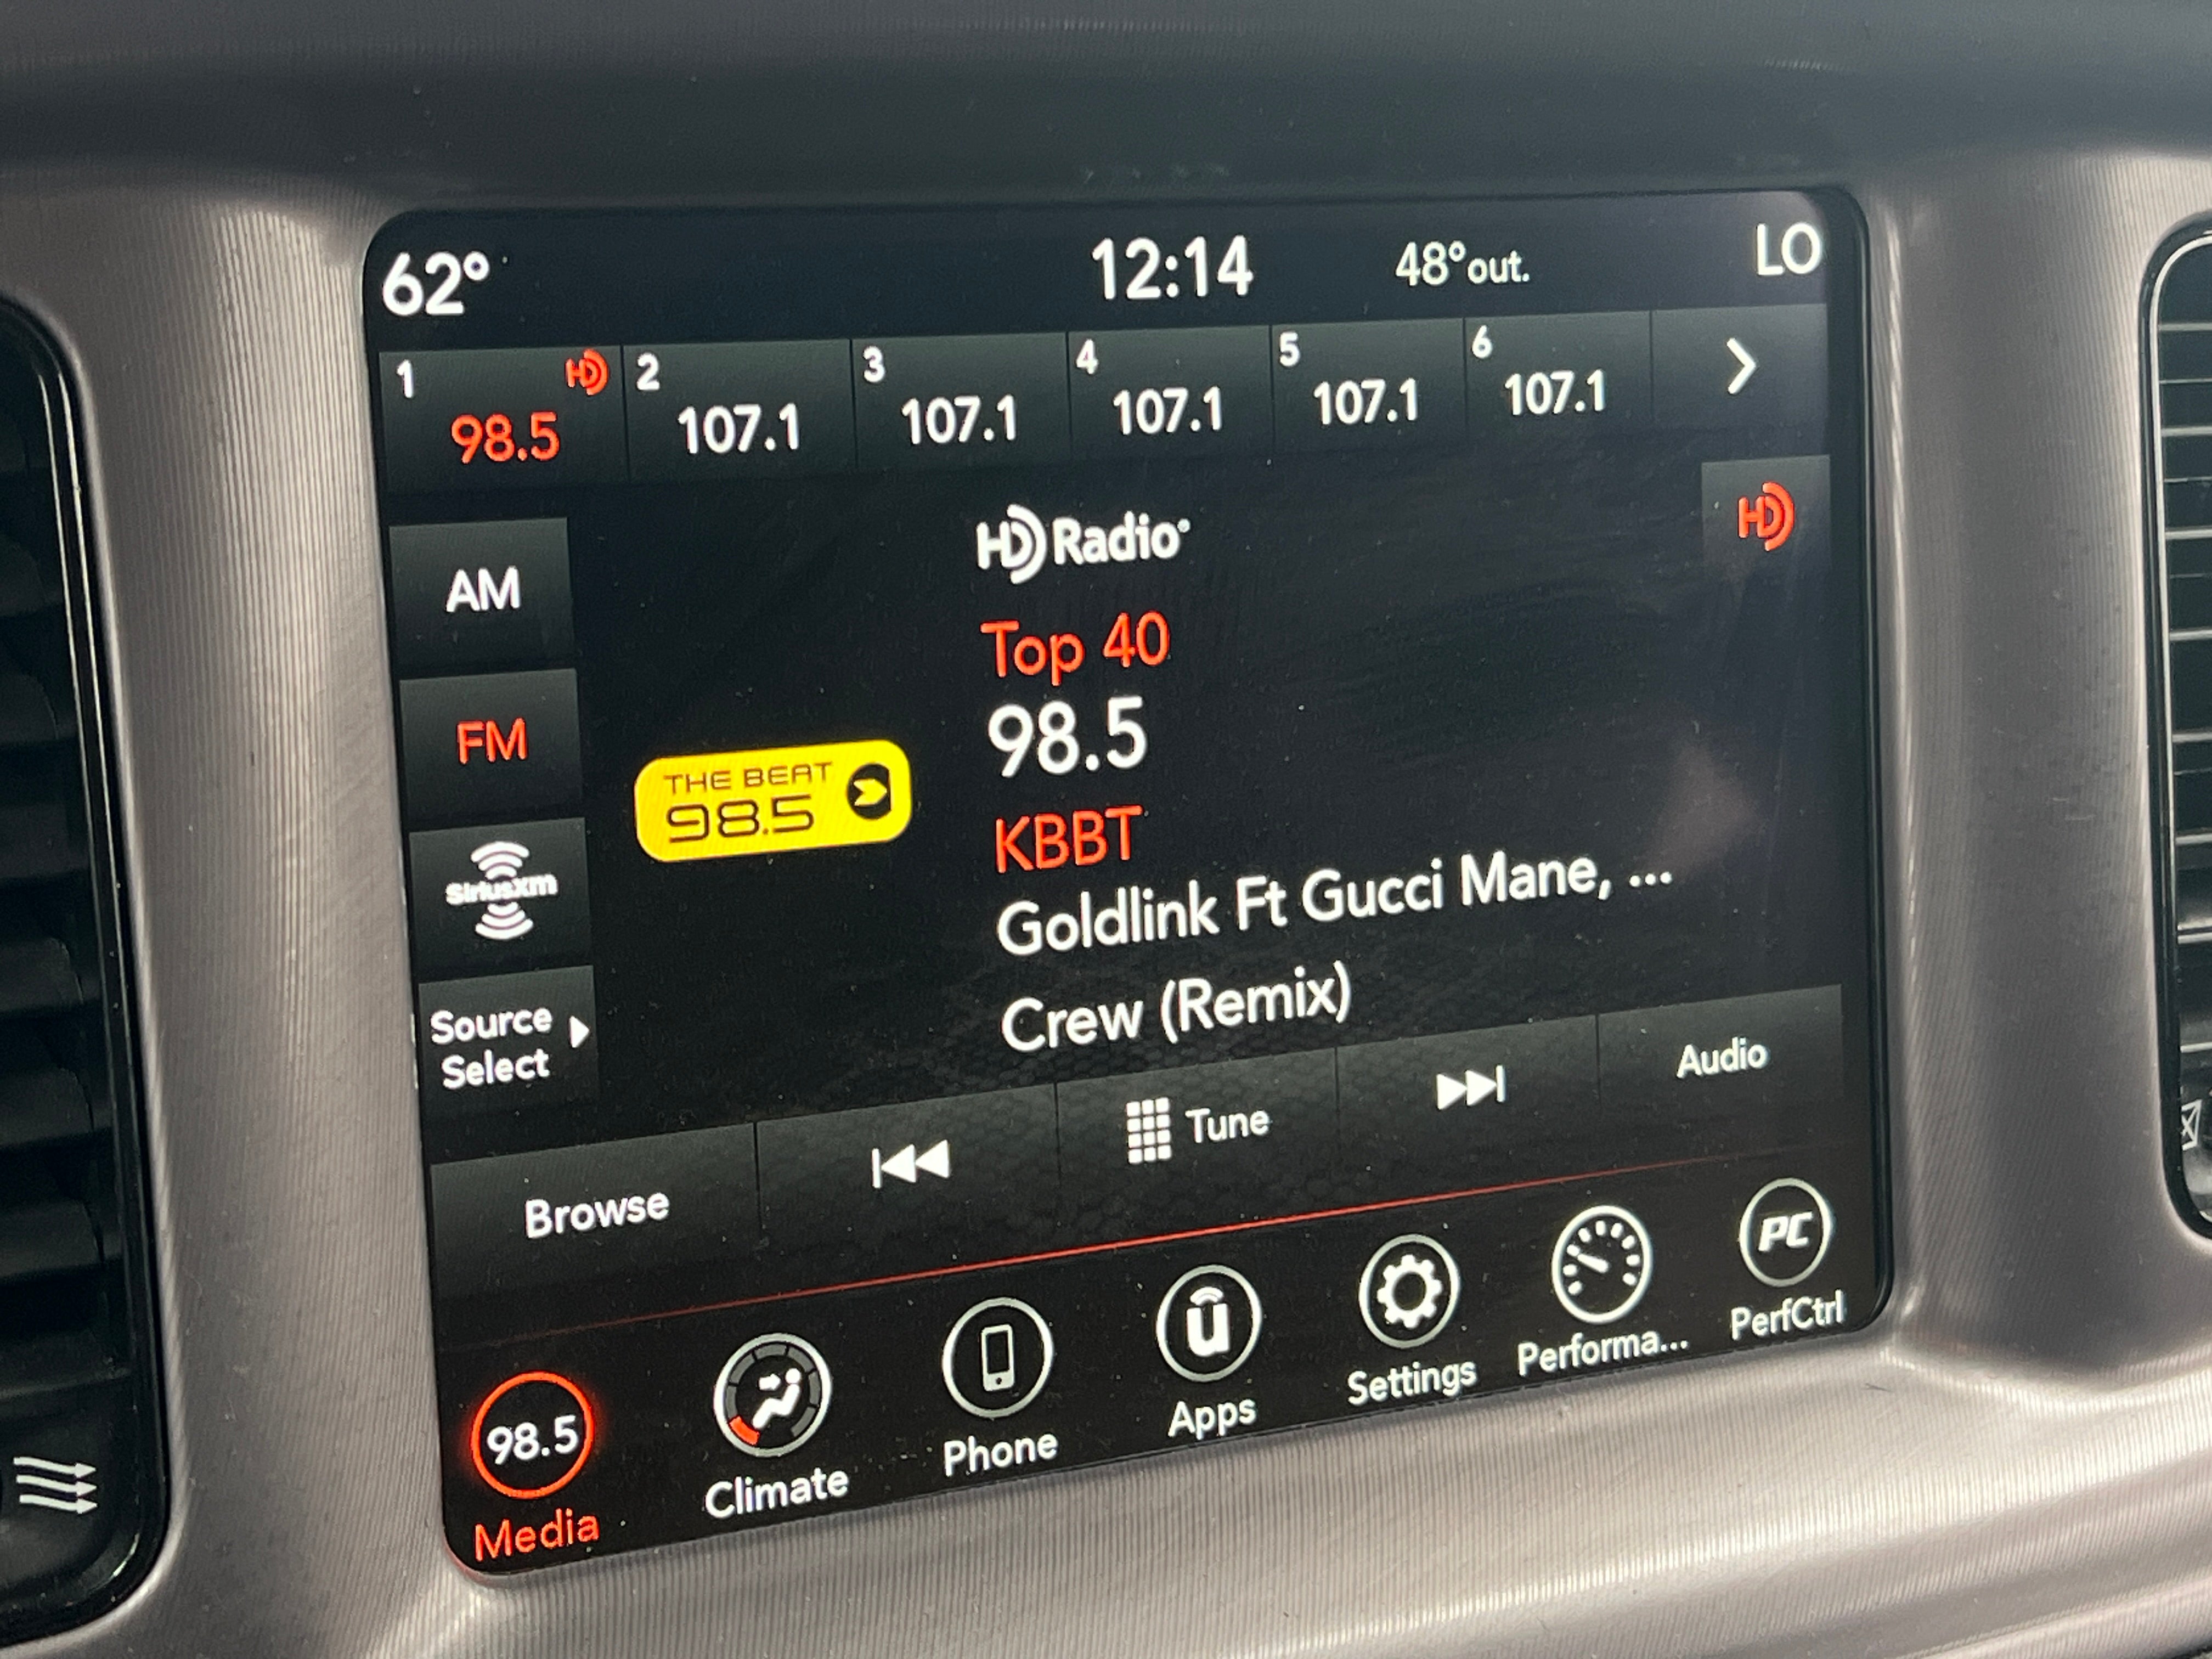 62° 12:14 48°out. LO
1 HD 2 3 4 5 6
98.5 107.1 107.1 107.1 107.1 107.1
HD Radio HD
AM
Top 40
FM
98.5
THE BEAT
98.5
KBBT
SiriusXM
Goldlink Ft Gucci Mane, ...
Source
Select
Crew (Remix)
Browse Tune Audio
98.5 u PC
Media Climate Phone Apps Settings Performa... PerfCtrl